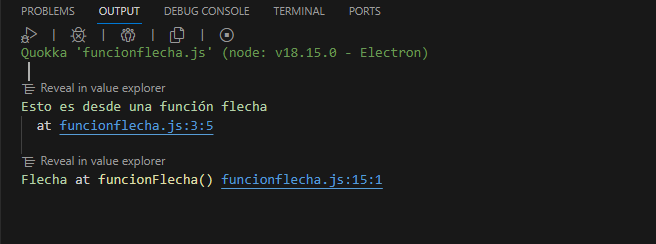 PROBLEMS OUTPUT DEBUG CONSOLE TERMINAL PORTS
Quokka 'funcionflecha.js' (node: v18.15.0 - Electron)
Reveal in value explorer
Esto es desde una función flecha
at funcionflecha.js:3:5
Reveal in value explorer
Flecha at funcionFlecha() funcionflecha.js:15:1